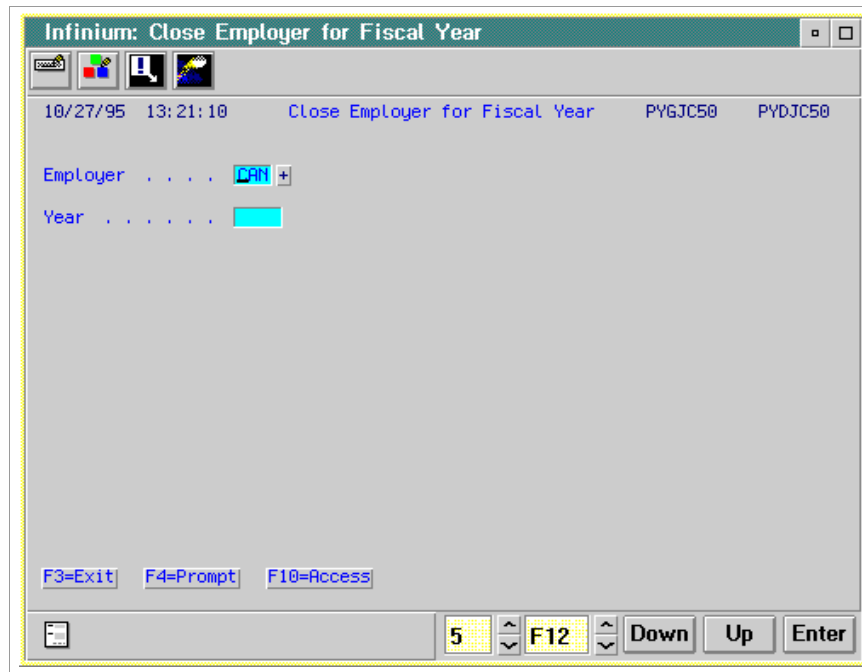 Infinium: Close Employer for Fiscal Year
10/27/95 13:21:10 Close Employer for Fiscal Year PYGJC50 PYDJC50
Employer . . . . CAN +
Year . . . . . .
F3=Exit F4=Prompt F10=Access
5 F12 Down Up Enter